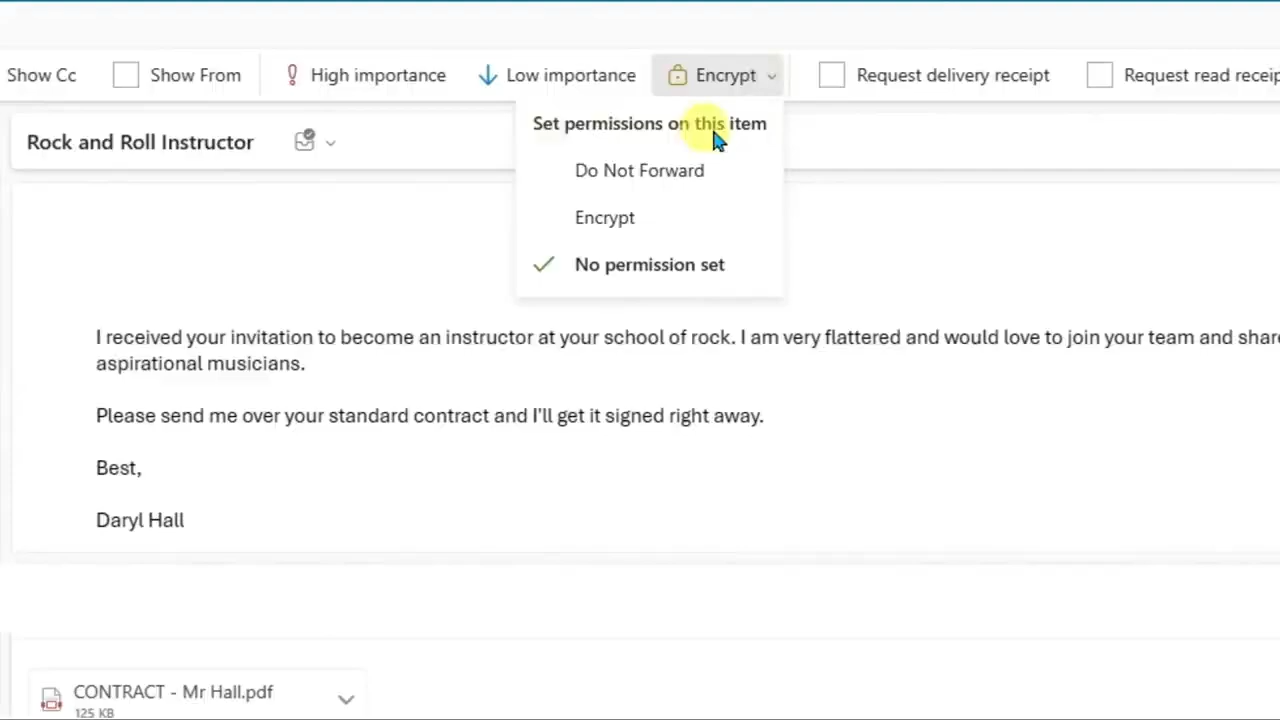 Show Cc Show From High importance Low importance Encrypt Request delivery receipt Request read
Set permissions on this item
Rock and Roll Instructor
Do Not Forward
Encrypt
No permission set
I received your invitation to become an instructor at your school of rock. I am very flattered and would love to join your team and
aspirational musicians.
Please send me over your standard contract and I'll get it signed right away.
Best,
Daryl Hall
CONTRACT - Mr Hall.pdf
125 KB